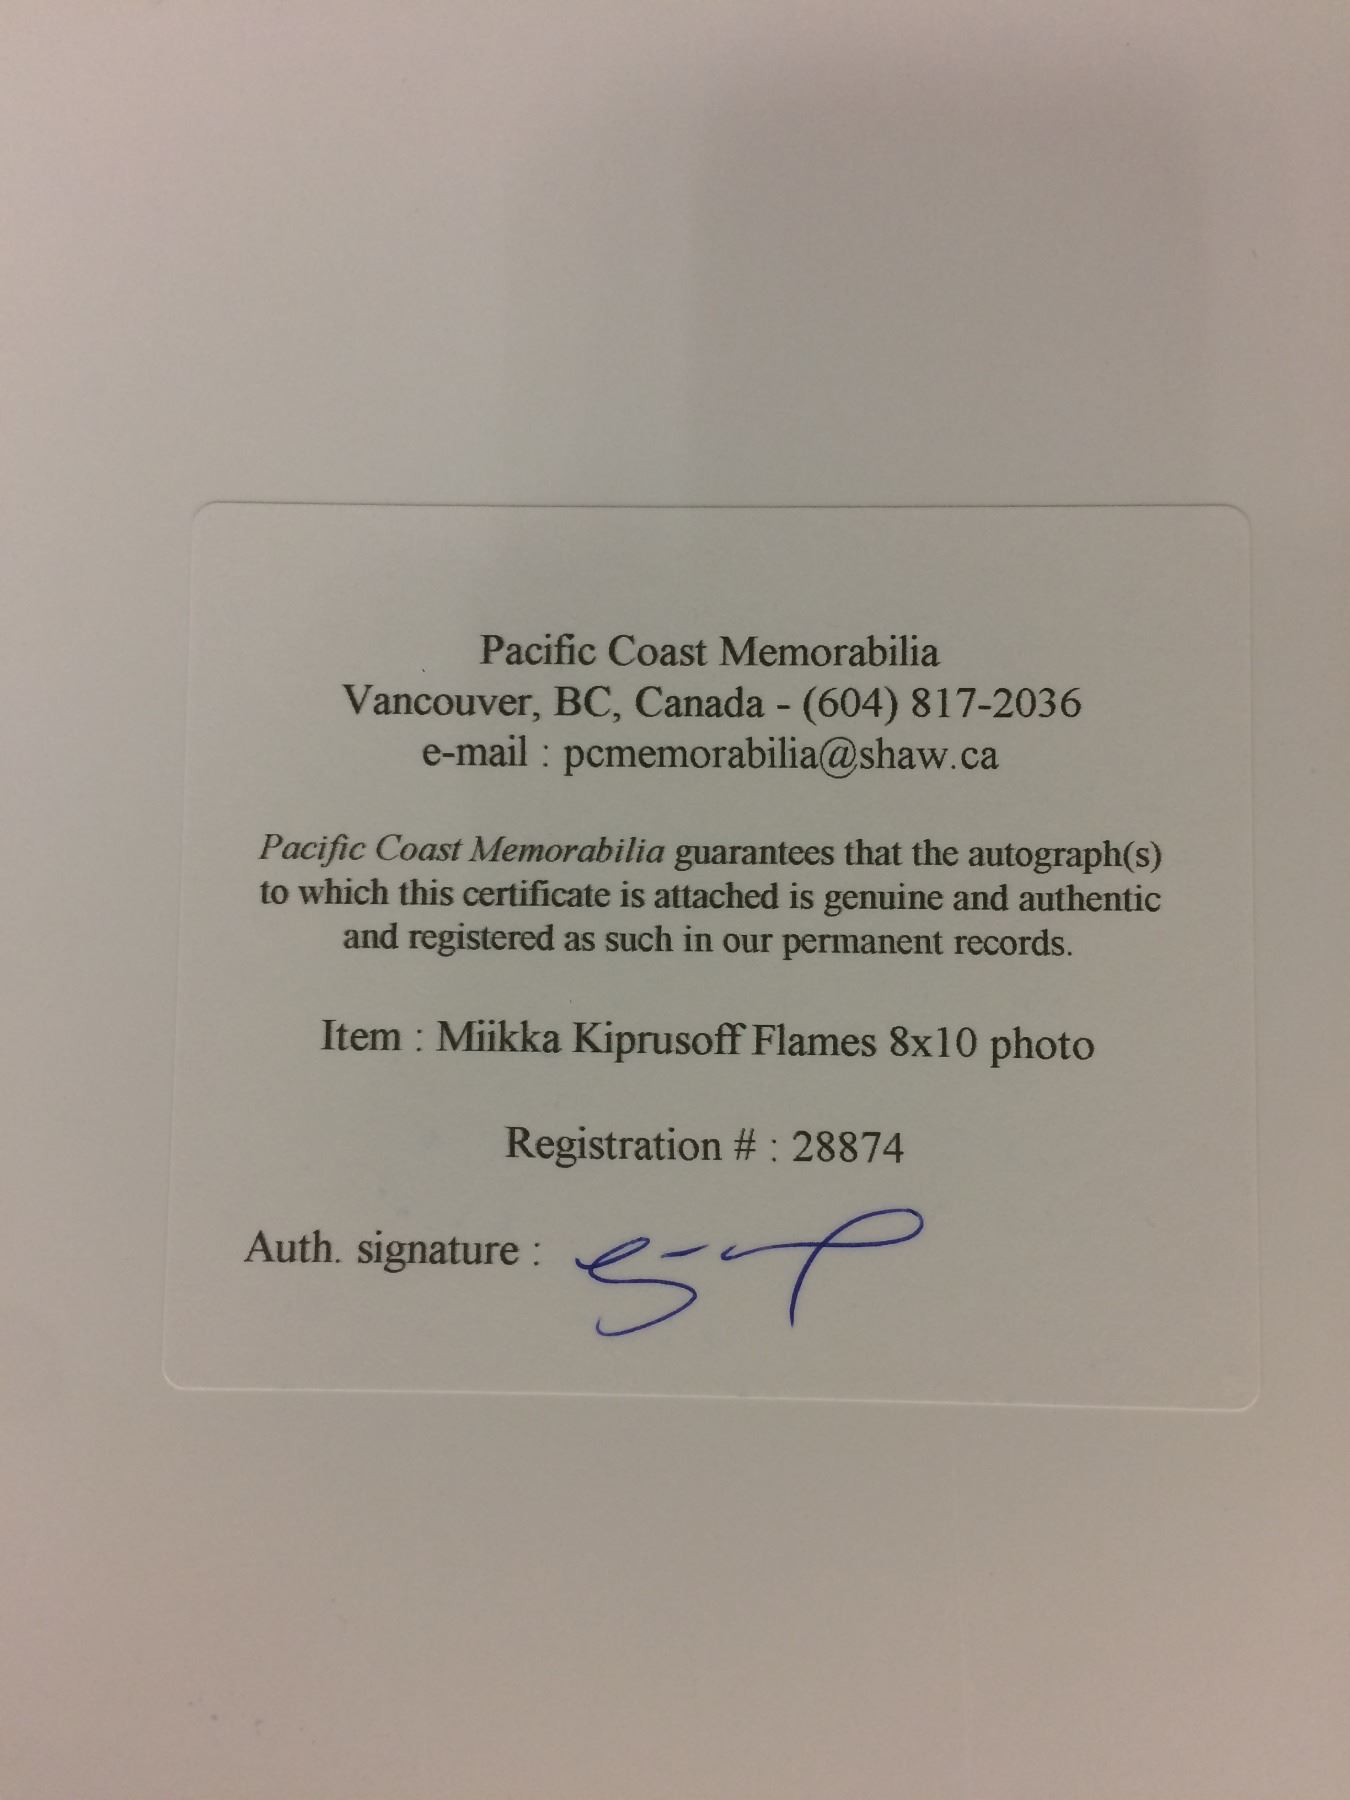 Pacific Coast Memorabilia
Vancouver, BC, Canada - (604) 817-2036
e-mail : pcmemorabilia@shaw.ca
Pacific Coast Memorabilia guarantees that the autograph(s)
to which this certificate is attached is genuine and authentic
and registered as such in our permanent records.
Item : Miikka Kiprusoff Flames 8x10 photo
Registration # : 28874
Auth. signature :